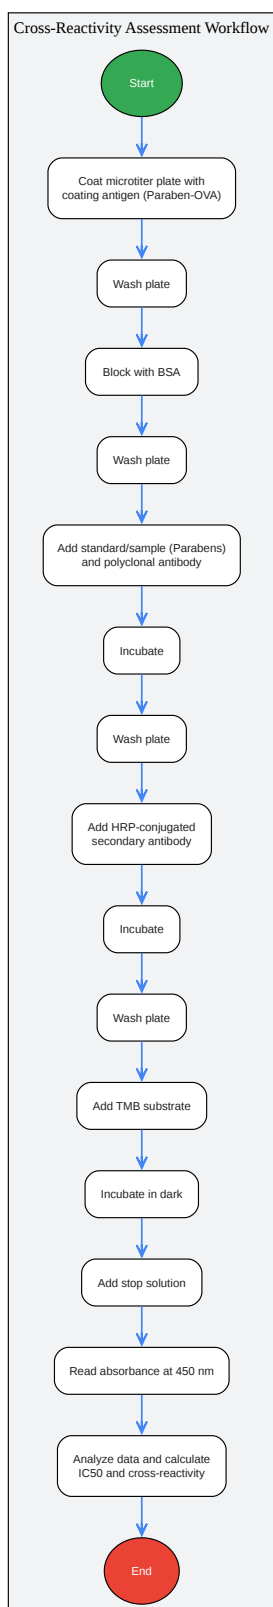 Cross-Reactivity Assessment Workflow
Start
Coat microtiter plate with
coating antigen (Paraben-OVA)
Wash plate
Block with BSA
Wash plate
Add standard/sample (Parabens)
and polyclonal antibody
Incubate
Wash plate
Add HRP-conjugated
secondary antibody
Incubate
Wash plate
Add TMB substrate
Incubate in dark
Add stop solution
Read absorbance at 450 nm
Analyze data and calculate
IC50 and cross-reactivity
End